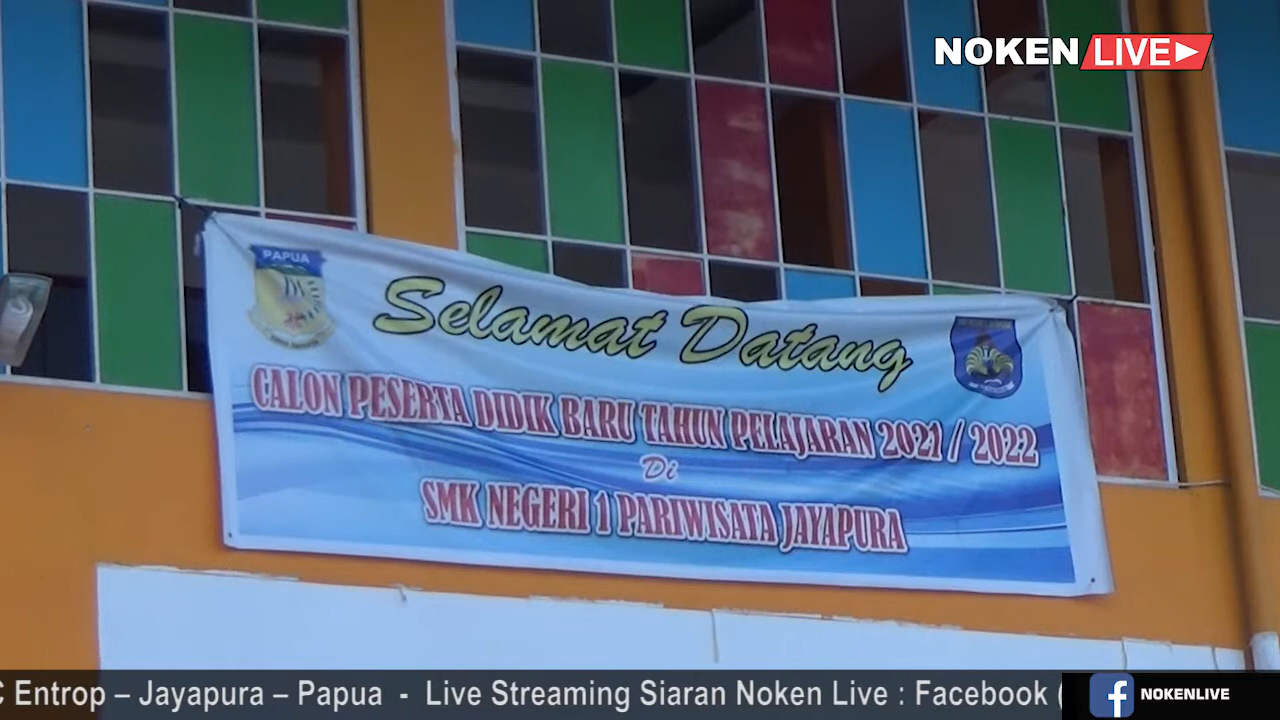 NOKEN LIVE
PAPUA
Selamat Datang
CALON PESERTA DIDIK BARU TAHUN PELAJARAN 2021 / 2022
Di
SMK NEGERI 1 PARIWISATA JAYAPURA
C Entrop – Jayapura – Papua - Live Streaming Siaran Noken Live : Facebook (
NOKENLIVE